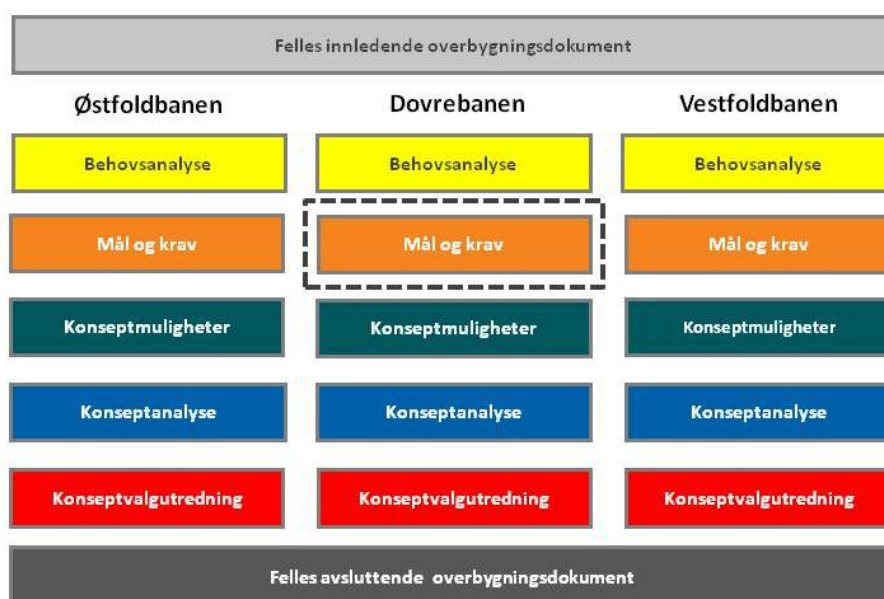 Felles innledende overbygningsdokument
Østfoldbanen Dovrebanen Vestfoldbanen
Behovsanalyse Behovsanalyse Behovsanalyse
Mål og krav Mål og krav Mål og krav
Konseptmuligheter Konseptmuligheter Konseptmuligheter
Konseptanalyse Konseptanalyse Konseptanalyse
Konseptvalgutredning Konseptvalgutredning Konseptvalgutredning
Felles avsluttende overbygningsdokument